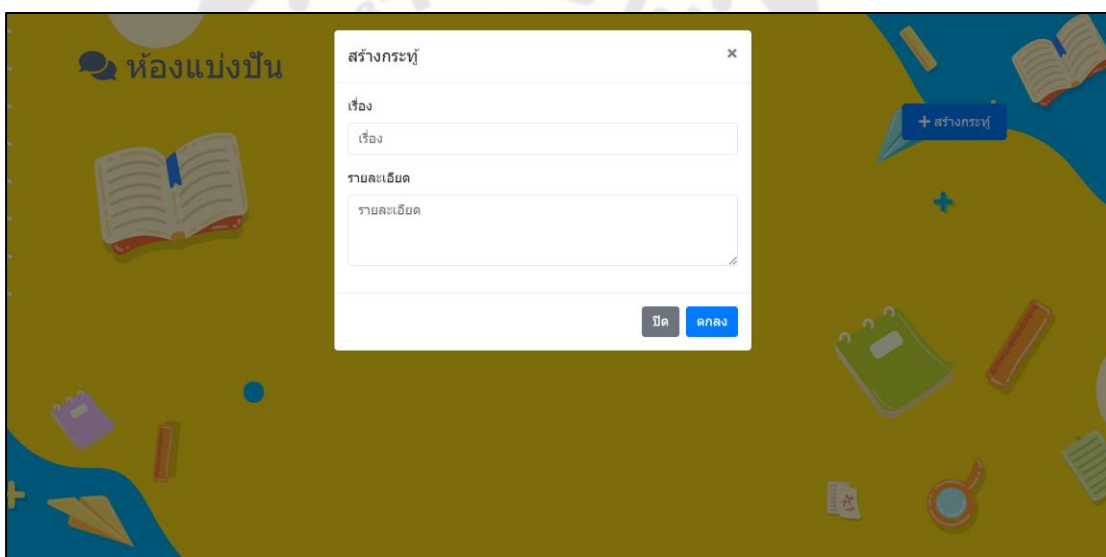 ห้องแบ่งปัน
สร้างกระทู้
×
เรื่อง
เรื่อง
+ สร้างกระทู้
รายละเอียด
รายละเอียด
ปิด
ตกลง